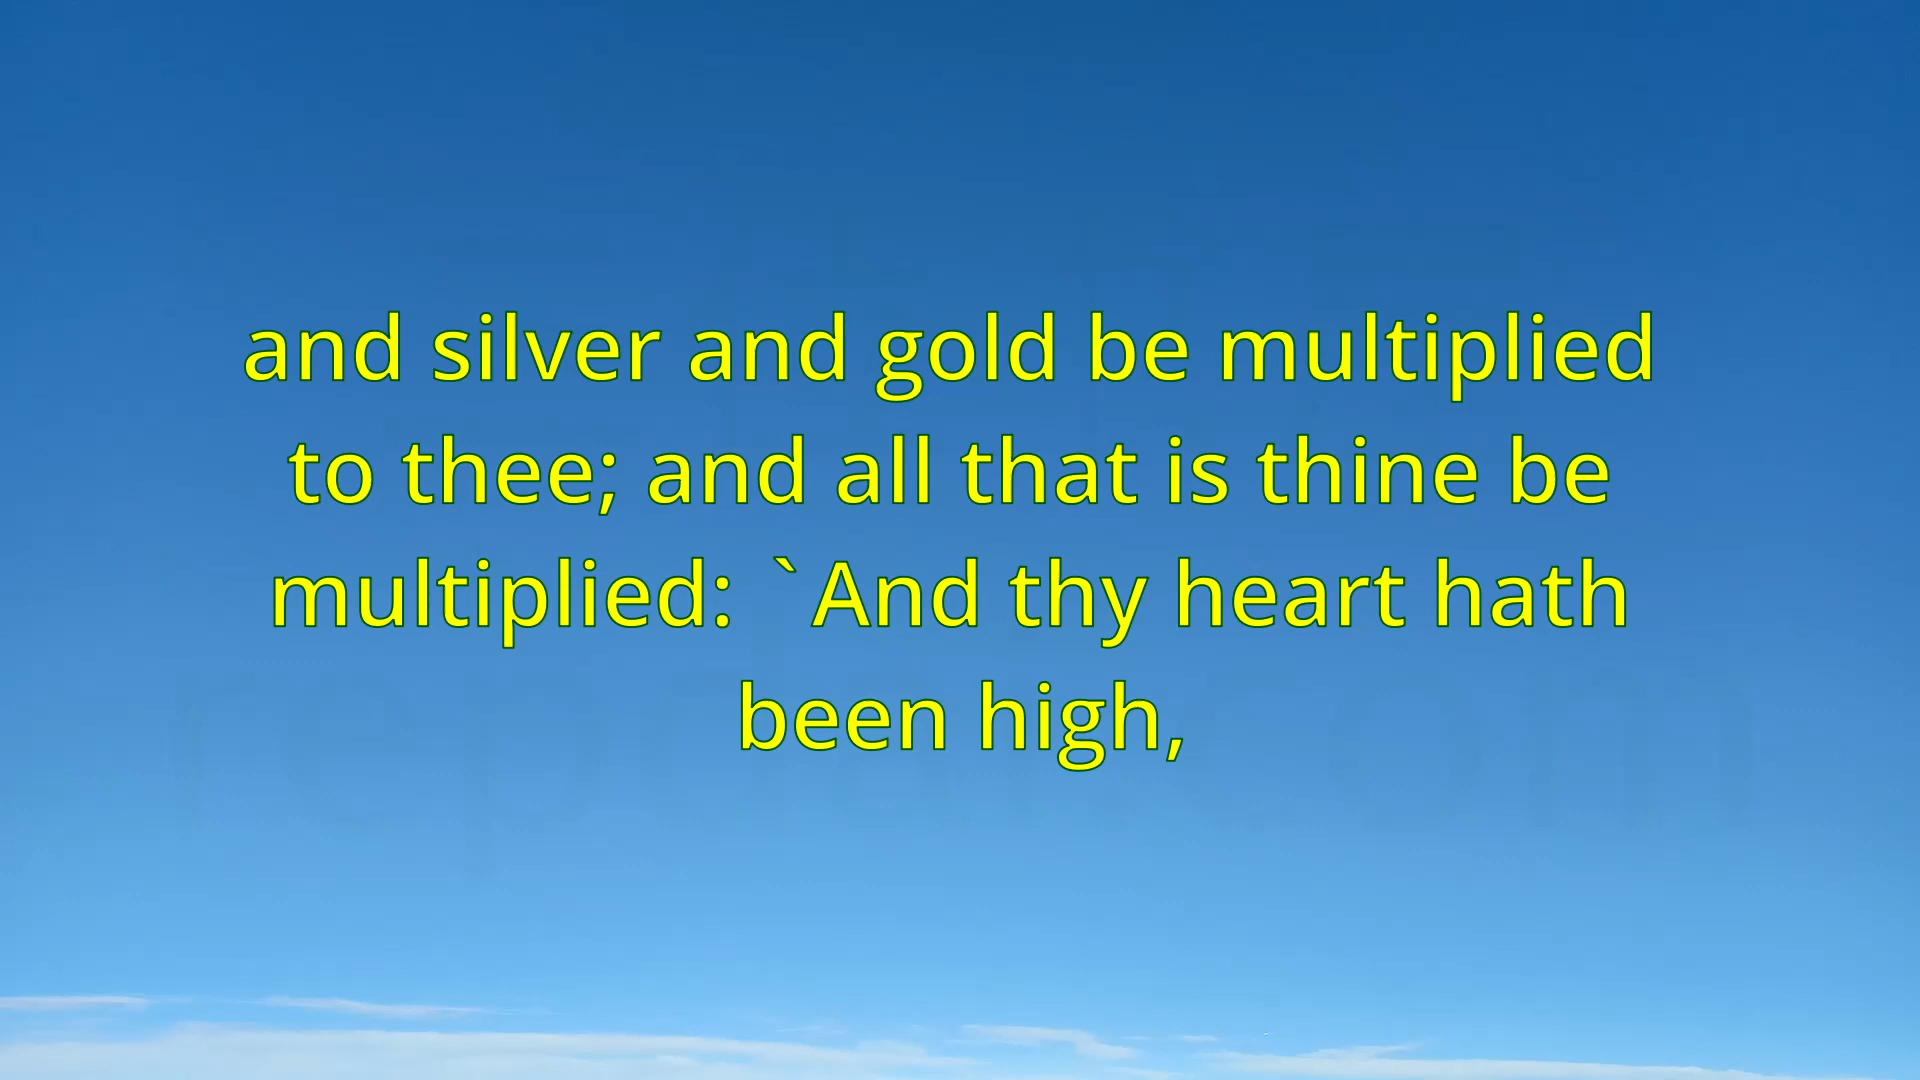 and silver and gold be multiplied
to thee; and all that is thine be
multiplied: `And thy heart hath
been high,